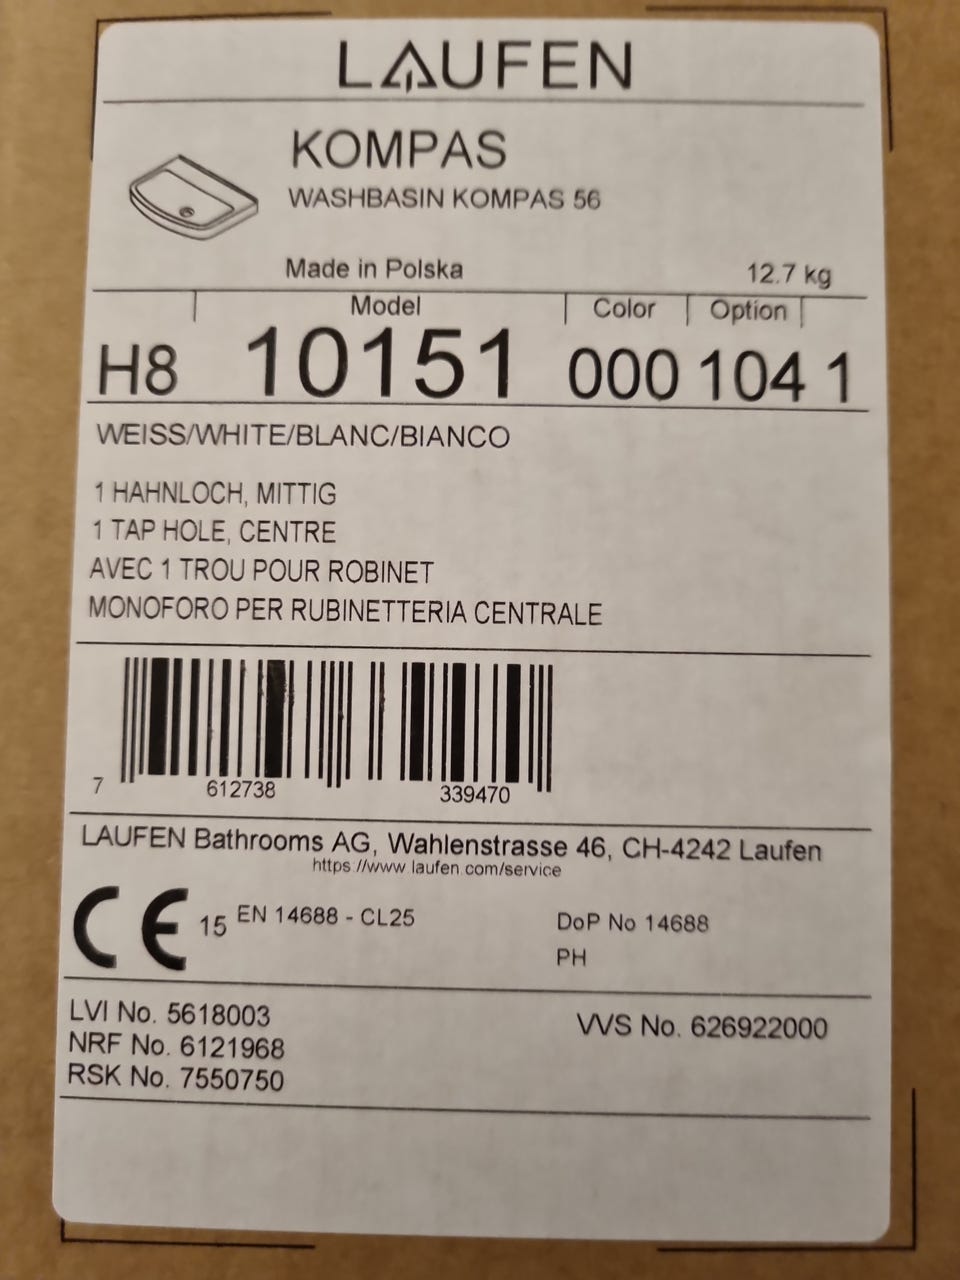 LAUFEN
KOMPAS
WASHBASIN KOMPAS 56
Made in Polska
12.7 kg
Model
Color
Option
H8 10151 000 104 1
WEISS/WHITE/BLANC/BIANCO
1 HAHNLOCH, MITTIG
1 TAP HOLE, CENTRE
AVEC 1 TROU POUR ROBINET
MONOFORO PER RUBINETTERIA CENTRALE
7 612738 339470
LAUFEN Bathrooms AG, Wahlenstrasse 46, CH-4242 Laufen
https://www.laufen.com/service
CE 15 EN 14688 - CL25
DoP No 14688
PH
LVI No. 5618003
VVS No. 626922000
NRF No. 6121968
RSK No. 7550750